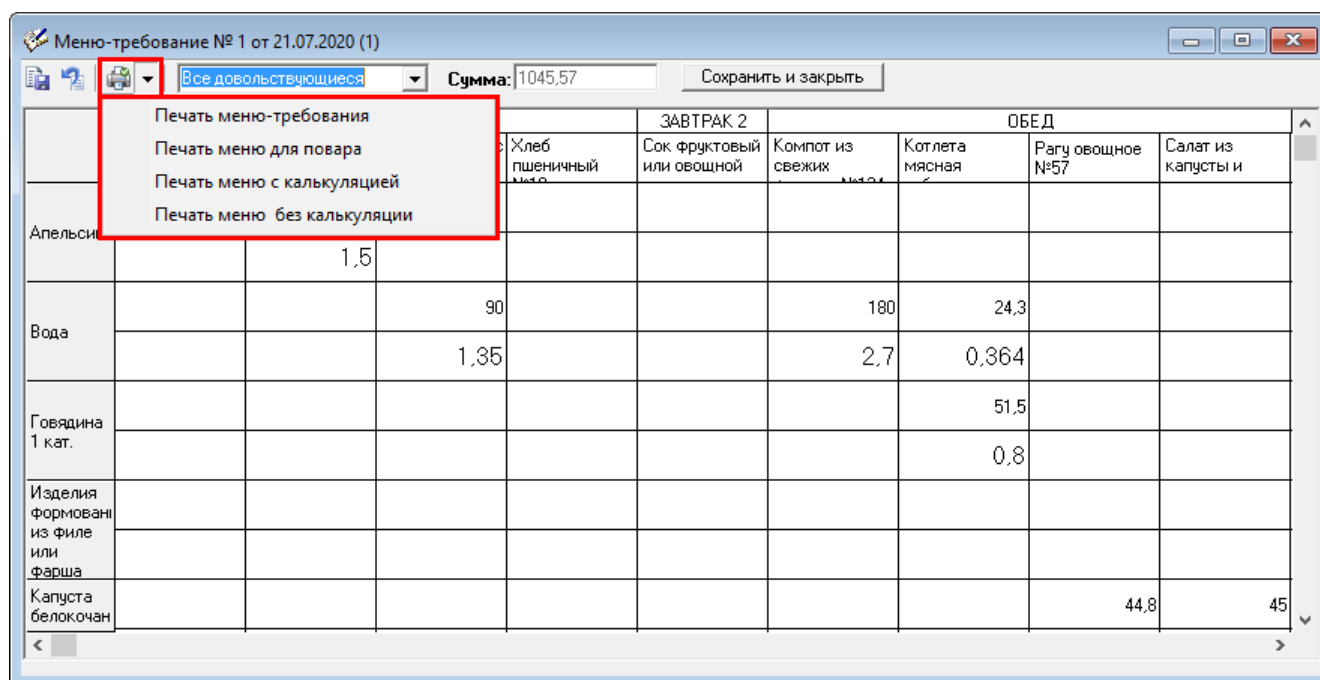 Меню-требование № 1 от 21.07.2020 (1)
Все довольствующиеся Сумма: 1045,57 Сохранить и закрыть
Печать меню-требования
Печать меню для повара
Печать меню с калькуляцией
Печать меню без калькуляции
ЗАВТРАК 2 ОБЕД
Хлеб пшеничный
Сок фруктовый или овощной
Компот из свежих
Котлета мясная
Рагу овощное №57
Салат из капусты и
1,5
Вода 90 180 24,3
1,35 2,7 0,364
Говядина 1 кат. 51,5
0,8
Изделия
формован
из филе
или
фарша
Капуста
белокочан 44,8 45